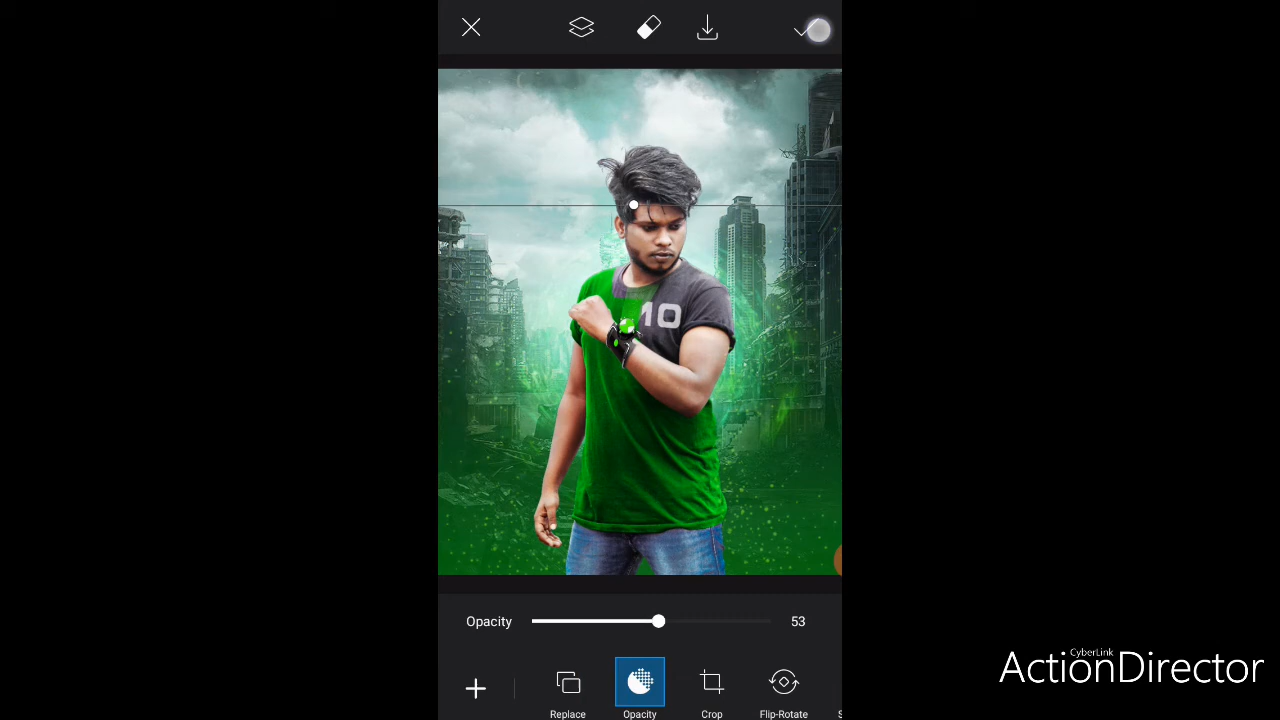 10
Opacity 53
Replace Opacity Crop Flip-Rotate S
CyberLink
ActionDirector